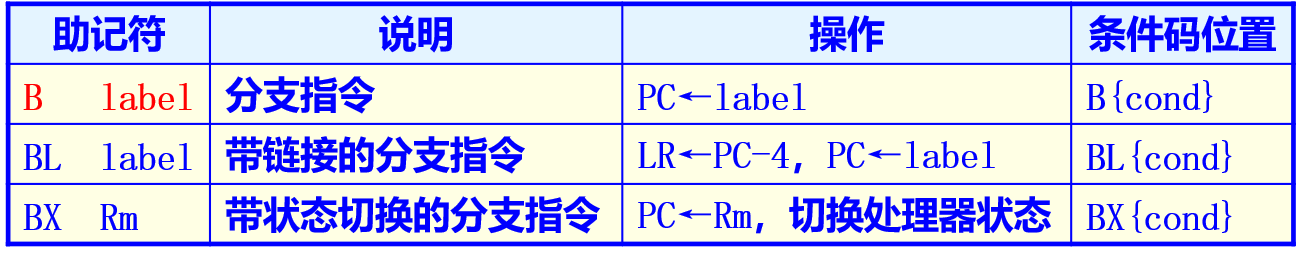 助记符 说明 操作 条件码位置
B label 分支指令 PC←label B{cond}
BL label 带链接的分支指令 LR←PC-4，PC←label BL{cond}
BX Rm 带状态切换的分支指令 PC←Rm，切换处理器状态 BX{cond}